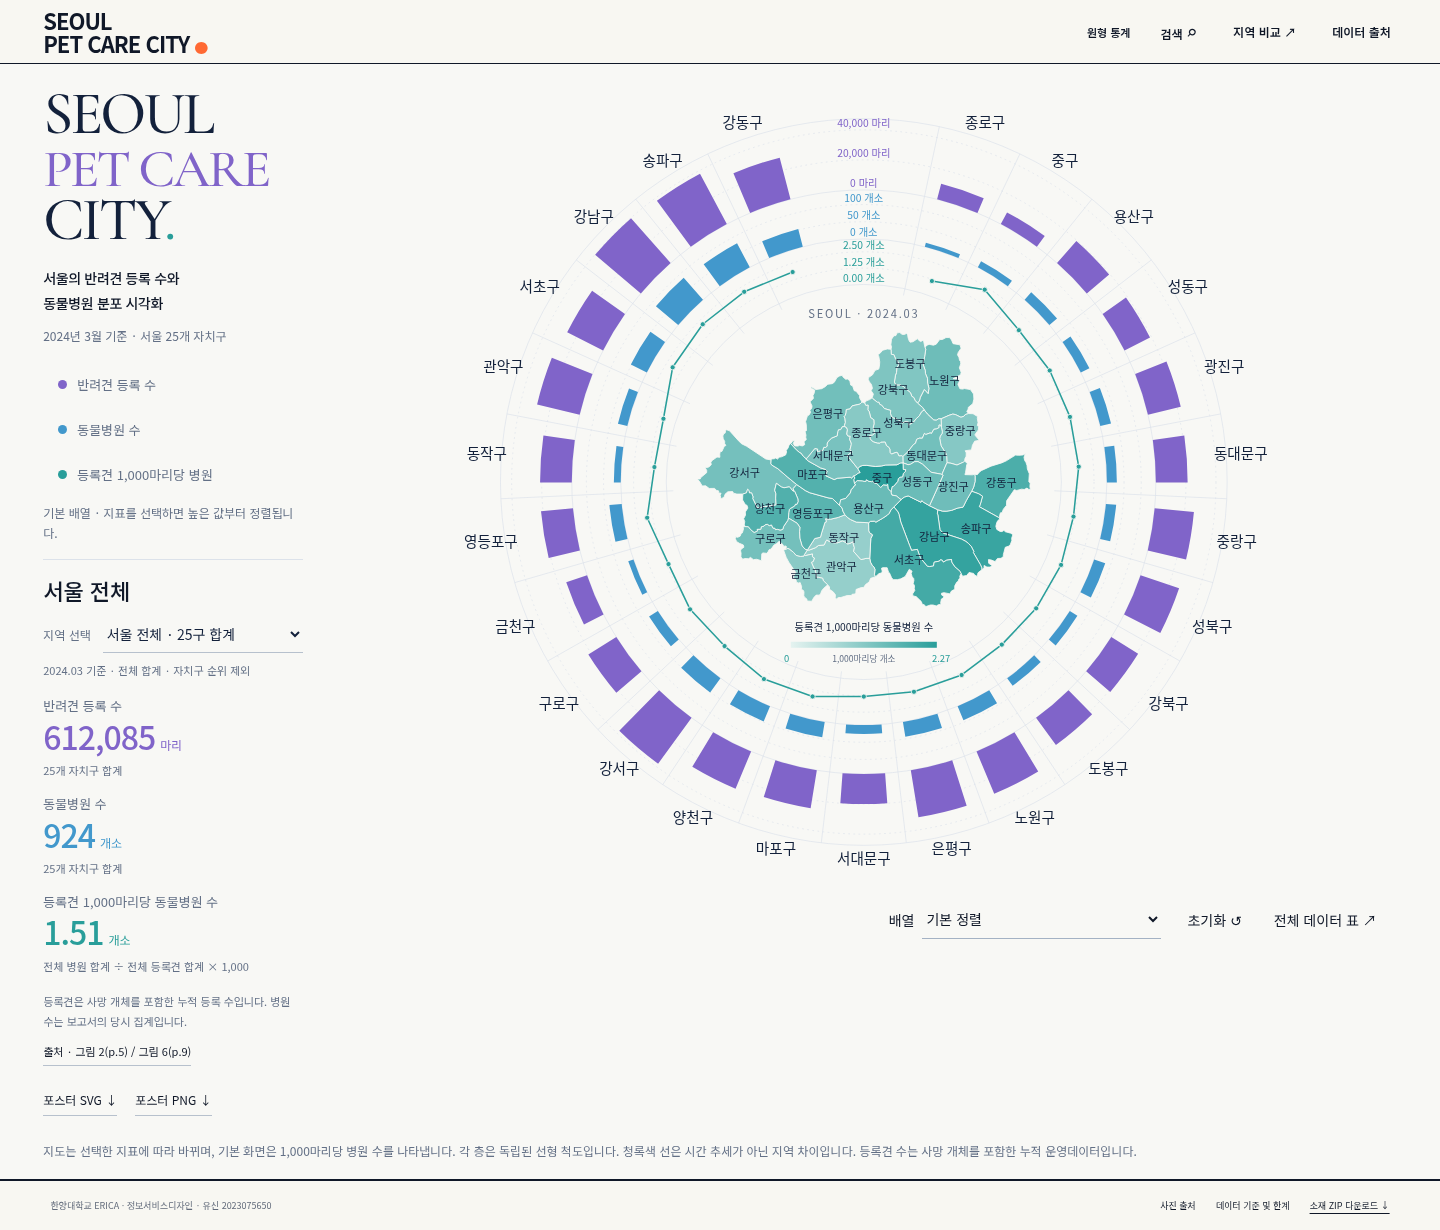 SEOUL
PET CARE CITY
원형 통계
검색 ⌕
지역 비교 ↗
데이터 출처
SEOUL
PET CARE
CITY.
서울의 반려견 등록 수와
동물병원 분포 시각화
2024년 3월 기준 · 서울 25개 자치구
반려견 등록 수
동물병원 수
등록견 1,000마리당 병원
기본 배열 · 지표를 선택하면 높은 값부터 정렬됩니
다.
서울 전체
지역 선택
서울 전체 · 25구 합계
2024.03 기준 · 전체 합계 · 자치구 순위 제외
반려견 등록 수
612,085 마리
25개 자치구 합계
동물병원 수
924 개소
25개 자치구 합계
등록견 1,000마리당 동물병원 수
1.51 개소
전체 병원 합계 ÷ 전체 등록견 합계 × 1,000
등록견은 사망 개체를 포함한 누적 등록 수입니다. 병원
수는 보고서의 당시 집계입니다.
출처 · 그림 2(p.5) / 그림 6(p.9)
포스터 SVG ↓
포스터 PNG ↓
40,000 마리
20,000 마리
0 마리
100 개소
50 개소
0 개소
2.50 개소
1.25 개소
0.00 개소
종로구
중구
용산구
성동구
광진구
동대문구
중랑구
성북구
강북구
도봉구
노원구
은평구
서대문구
마포구
양천구
강서구
구로구
금천구
영등포구
동작구
관악구
서초구
강남구
송파구
강동구
SEOUL · 2024.03
도봉구
노원구
강북구
은평구
성북구
종로구
중랑구
서대문구
동대문구
강서구
마포구
중구
성동구
광진구
강동구
양천구
영등포구
용산구
송파구
구로구
동작구
강남구
서초구
관악구
금천구
등록견 1,000마리당 동물병원 수
0
1,000마리당 개소
2.27
배열
기본 정렬
초기화 ↺
전체 데이터 표 ↗
지도는 선택한 지표에 따라 바뀌며, 기본 화면은 1,000마리당 병원 수를 나타냅니다. 각 층은 독립된 선형 척도입니다. 청록색 선은 시간 추세가 아닌 지역 차이입니다. 등록견 수는 사망 개체를 포함한 누적 운영데이터입니다.
한양대학교 ERICA · 정보서비스디자인 · 유신 2023075650
사진 출처
데이터 기준 및 한계
소재 ZIP 다운로드 ↓